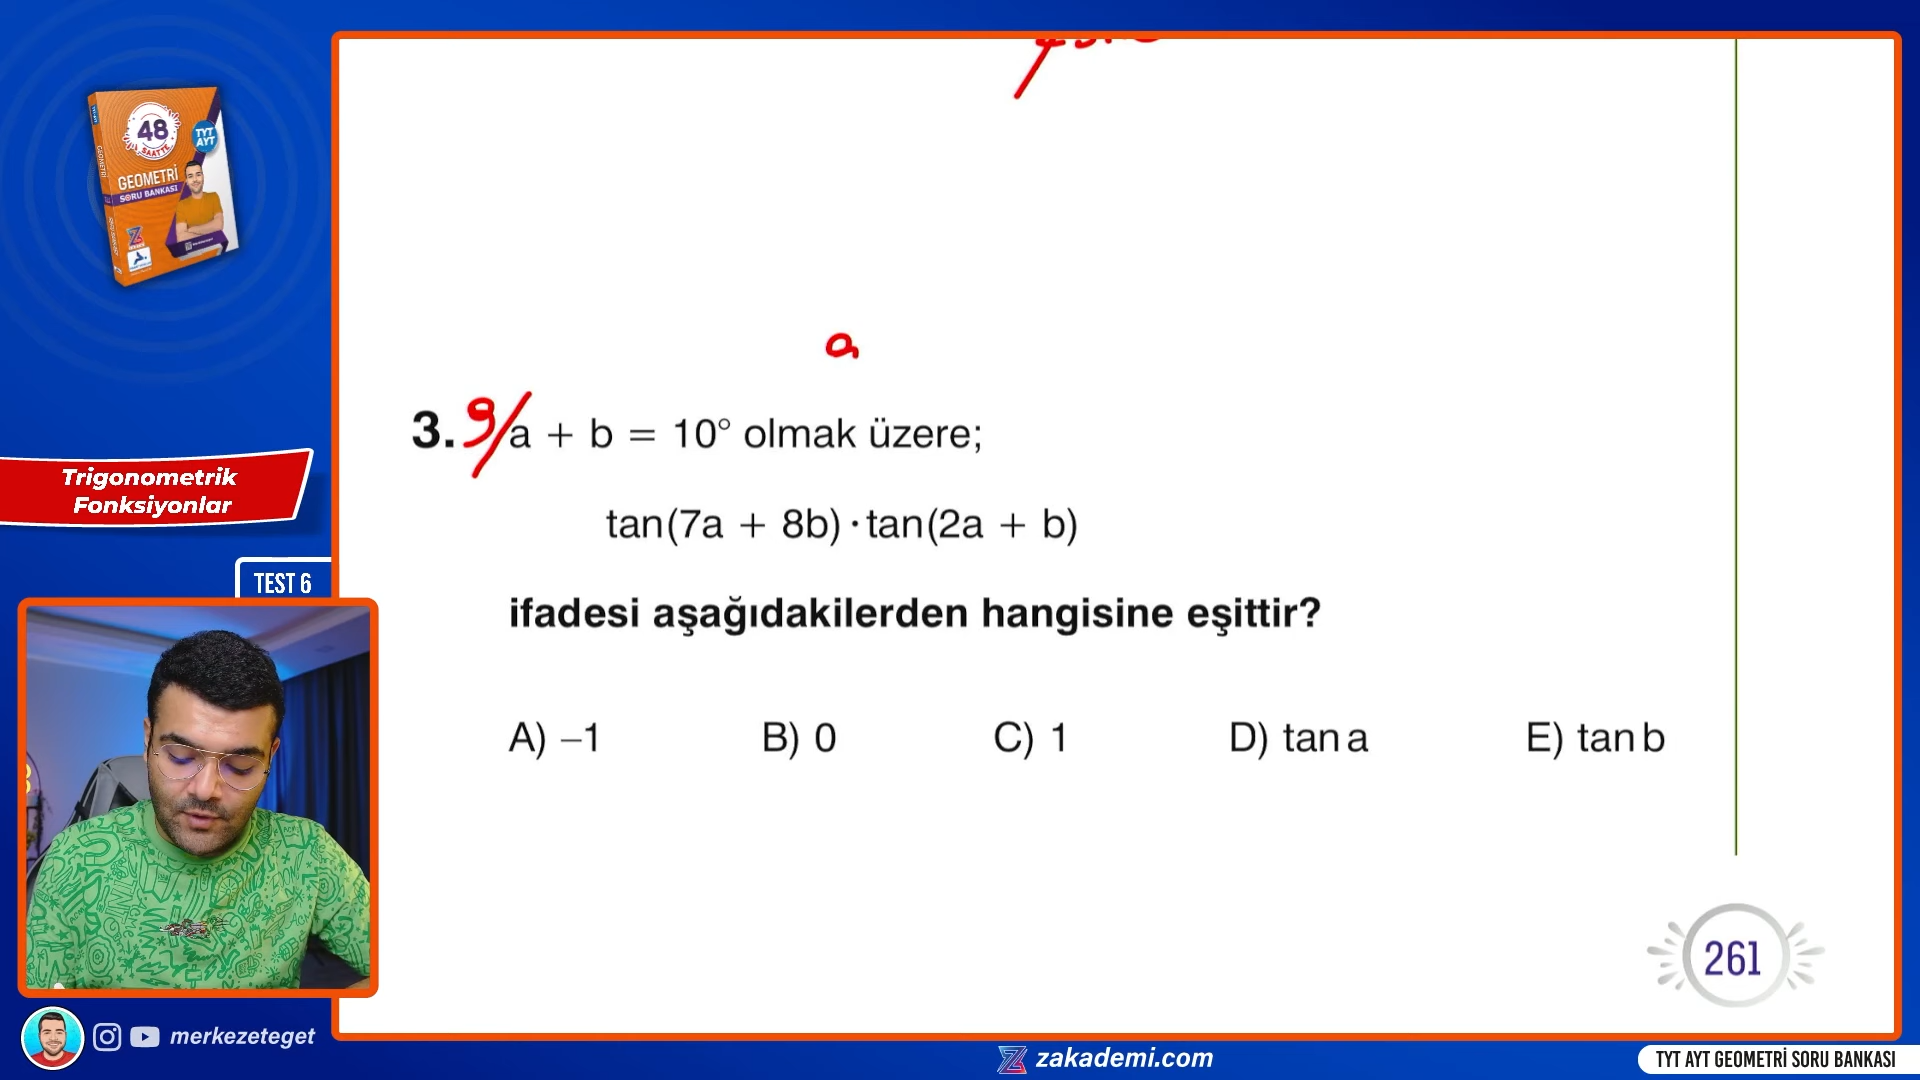 48
SAATTE
TYT
AYT
GEOMETRİ
SORU BANKASI
Trigonometrik
Fonksiyonlar
TEST 6
a
3. 9/ a + b = 10° olmak üzere;
tan(7a + 8b)·tan(2a + b)
ifadesi aşağıdakilerden hangisine eşittir?
A) –1 B) 0 C) 1 D) tan a E) tan b
261
merkezeteget
zakademi.com
TYT AYT GEOMETRİ SORU BANKASI